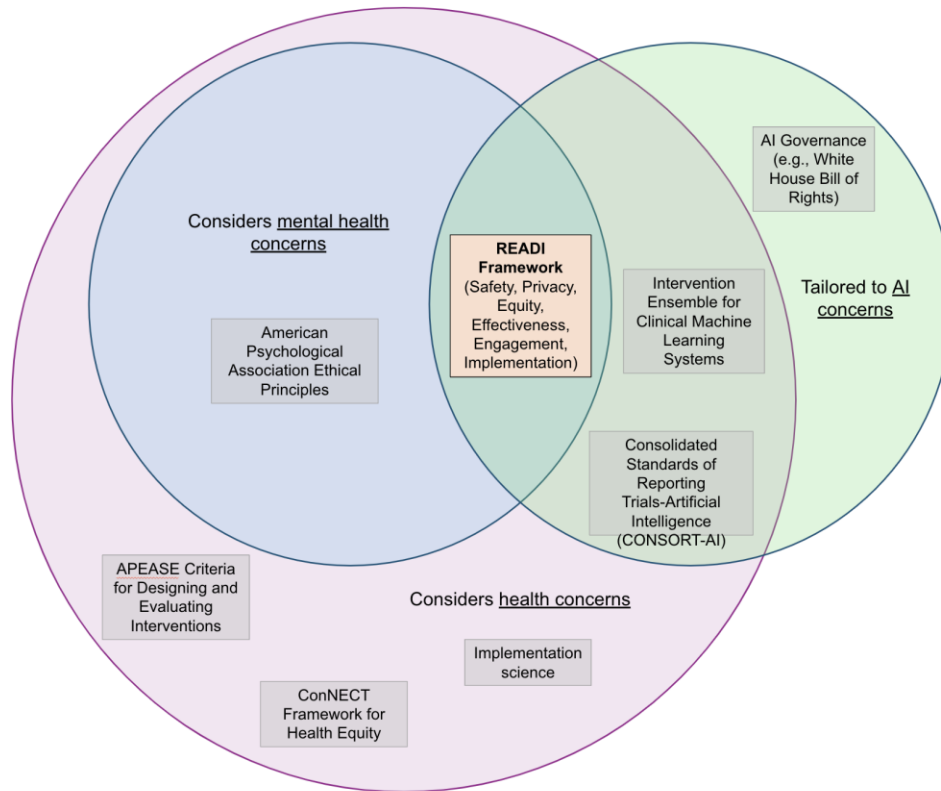 AI Governance
(e.g., White
House Bill of
Rights)
Considers mental health
concerns
READI
Framework
(Safety, Privacy,
Equity,
Effectiveness,
Engagement,
Implementation)
Intervention
Ensemble for
Clinical Machine
Learning
Systems
Tailored to AI
concerns
American
Psychological
Association Ethical
Principles
Consolidated
Standards of
Reporting
Trials-Artificial
Intelligence
(CONSORT-AI)
APEASE Criteria
for Designing and
Evaluating
Interventions
Considers health concerns
Implementation
science
ConNECT
Framework for
Health Equity